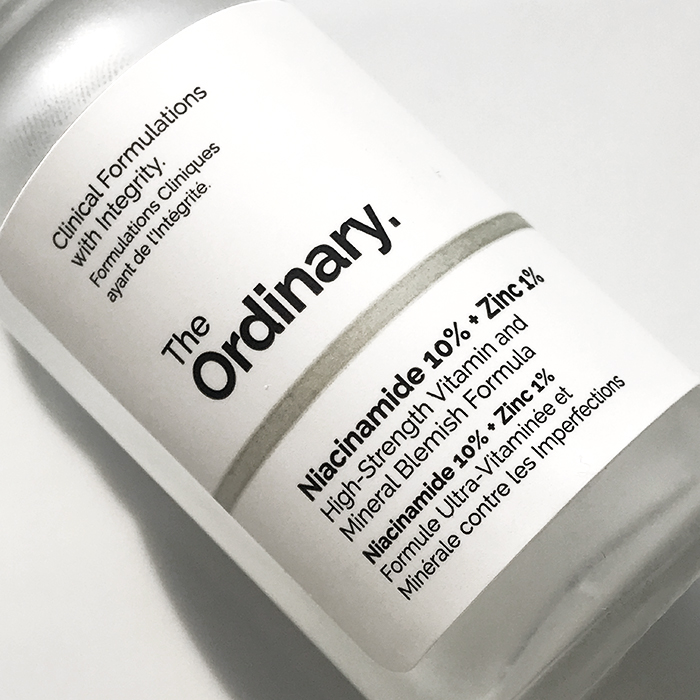 Clinical Formulations
with Integrity.
Formulations Cliniques
ayant de l'Intégrité.
The
Ordinary.
Niacinamide 10% + Zinc 1%
High-Strength Vitamin and
Mineral Blemish Formula
Niacinamide 10% + Zinc 1%
Formule Ultra-Vitaminée et
Minérale contre les Imperfections